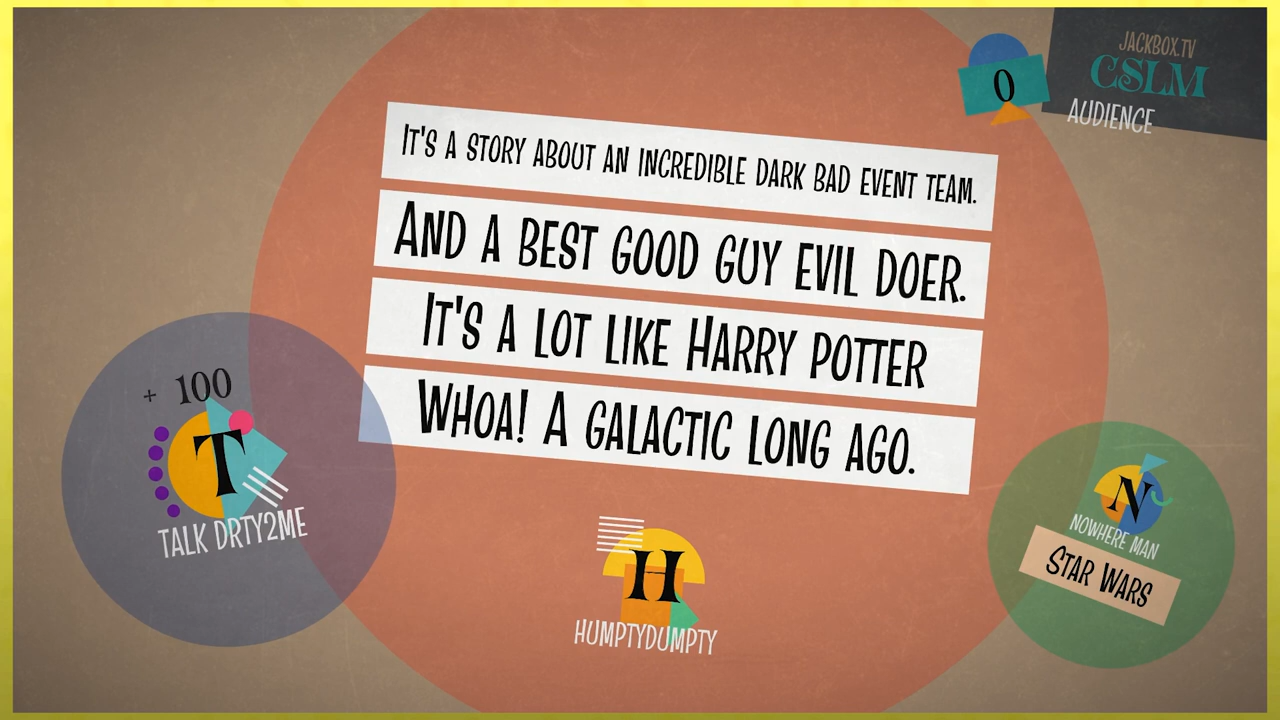 JACKBOX.TV
CSLM
0
AUDIENCE
IT'S A STORY ABOUT AN INCREDIBLE DARK BAD EVENT TEAM.
AND A BEST GOOD GUY EVIL DOER.
IT'S A LOT LIKE HARRY POTTER
WHOA! A GALACTIC LONG AGO.
+ 100
T
TALK DRTY2ME
H
HUMPTYDUMPTY
N
NOWHERE MAN
STAR WARS